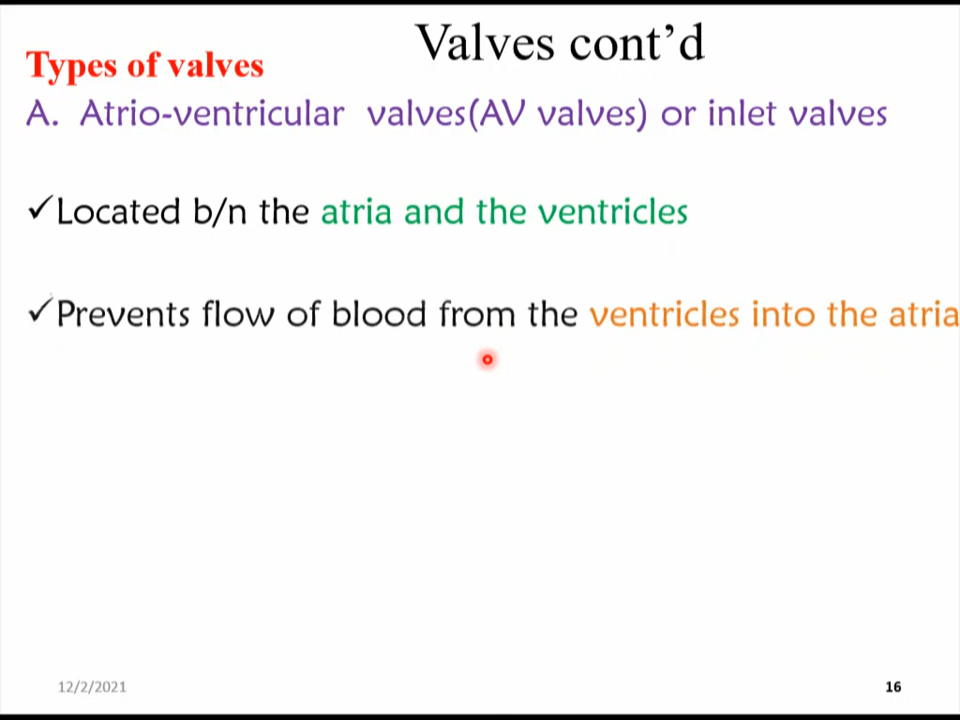 Valves cont’d
Types of valves
A. Atrio-ventricular valves(AV valves) or inlet valves
✓Located b/n the atria and the ventricles
✓Prevents flow of blood from the ventricles into the atria
12/2/2021
16